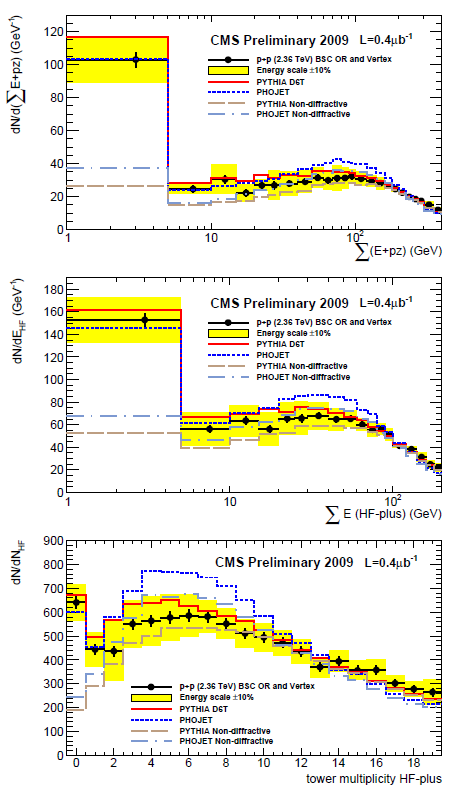 dN/d(∑E+pz) (GeV⁻¹)
120
100
80
60
40
20
0
CMS Preliminary 2009 L=0.4μb⁻¹
p+p (2.36 TeV) BSC OR and Vertex
Energy scale ±10%
PYTHIA D6T
PHOJET
PYTHIA Non-diffractive
PHOJET Non-diffractive
1 10 10²
∑(E+pz) (GeV)
dN/dE_HF (GeV⁻¹)
180
160
140
120
100
80
60
40
20
0
CMS Preliminary 2009 L=0.4μb⁻¹
p+p (2.36 TeV) BSC OR and Vertex
Energy scale ±10%
PYTHIA D6T
PHOJET
PYTHIA Non-diffractive
PHOJET Non-diffractive
1 10 10²
∑ E (HF-plus) (GeV)
dN/dN_HF
900
800
700
600
500
400
300
200
100
0
CMS Preliminary 2009 L=0.4μb⁻¹
p+p (2.36 TeV) BSC OR and Vertex
Energy scale ±10%
PYTHIA D6T
PHOJET
PYTHIA Non-diffractive
PHOJET Non-diffractive
0 2 4 6 8 10 12 14 16 18
tower multiplicity HF-plus